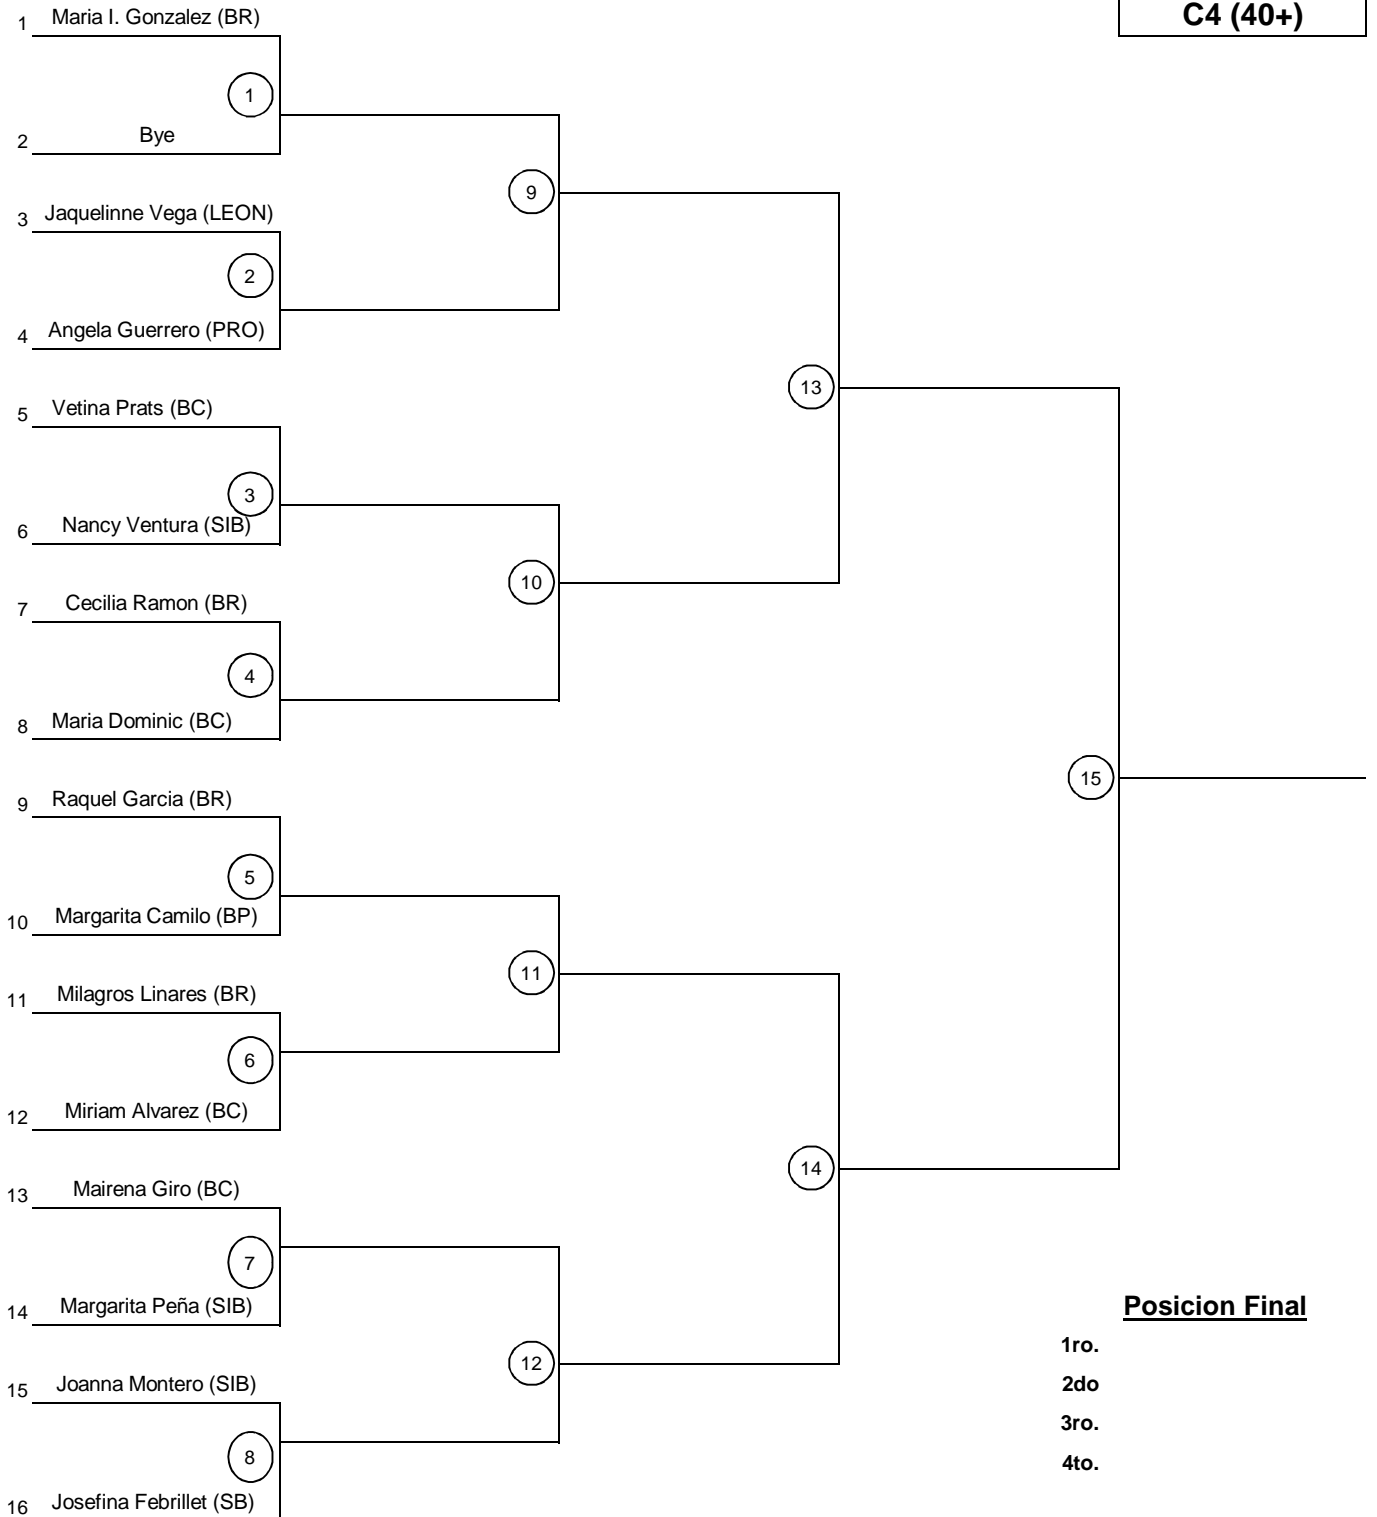 C4 (40+)
1 Maria I. Gonzalez (BR)
1
2 Bye
9
3 Jaquelinne Vega (LEON)
2
4 Angela Guerrero (PRO)
13
5 Vetina Prats (BC)
3
6 Nancy Ventura (SIB)
10
7 Cecilia Ramon (BR)
4
8 Maria Dominic (BC)
15
9 Raquel Garcia (BR)
5
10 Margarita Camilo (BP)
11
11 Milagros Linares (BR)
6
12 Miriam Alvarez (BC)
14
13 Mairena Giro (BC)
7
14 Margarita Peña (SIB)
12
15 Joanna Montero (SIB)
8
16 Josefina Febrillet (SB)
Posicion Final
1ro.
2do
3ro.
4to.